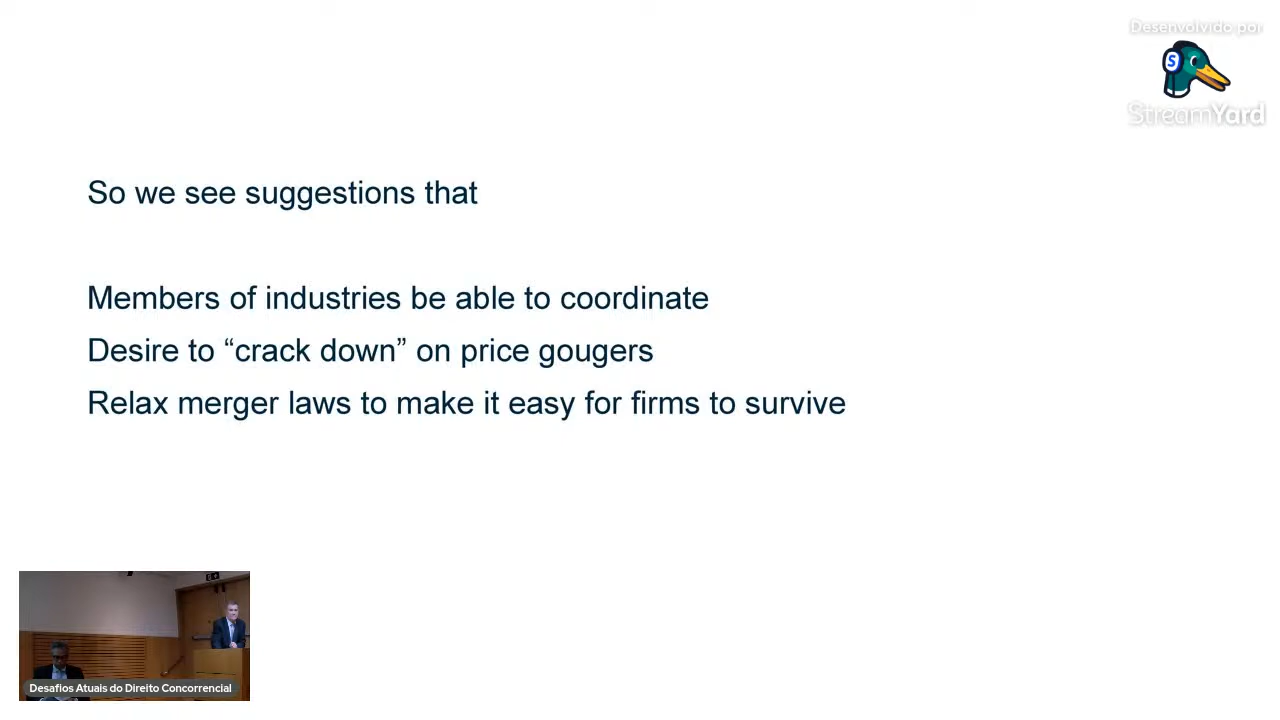 Desenvolvido por
S
StreamYard
So we see suggestions that
Members of industries be able to coordinate
Desire to “crack down” on price gougers
Relax merger laws to make it easy for firms to survive
Desafios Atuais do Direito Concorrencial